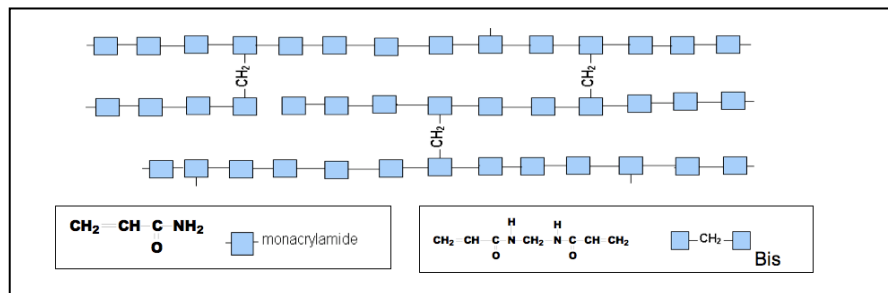 CH₂
CH₂
CH₂
CH₂ CH C NH₂
O
monacrylamide
H H
CH₂ CH C N CH₂ N C CH CH₂
O O
CH₂
Bis